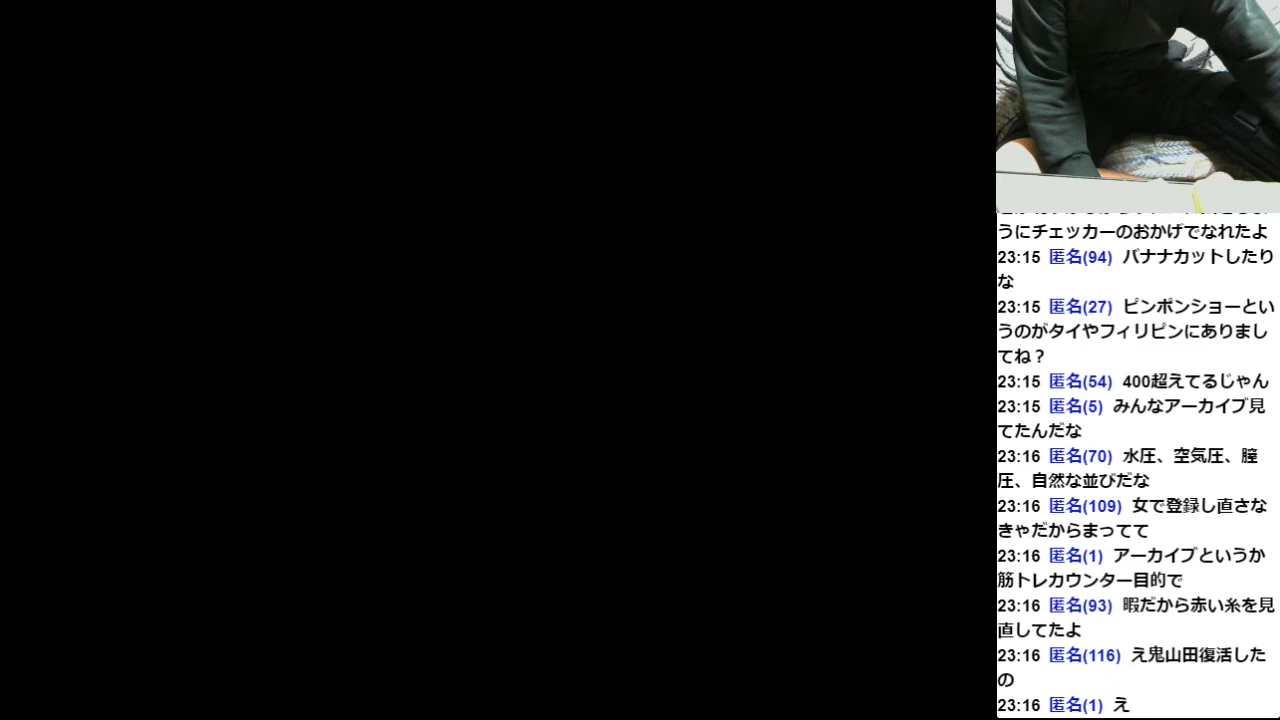 うにチェッカーのおかげでなれたよ
23:15 匿名(94) バナナカットしたり
な
23:15 匿名(27) ピンポンショーとい
うのがタイやフィリピンにありまし
てね？
23:15 匿名(54) 400超えてるじゃん
23:15 匿名(5) みんなアーカイブ見
てたんだな
23:16 匿名(70) 水圧、空気圧、膣
圧、自然な並びだな
23:16 匿名(109) 女で登録し直さな
きゃだからまってて
23:16 匿名(1) アーカイブというか
筋トレカウンター目的で
23:16 匿名(93) 暇だから赤い糸を見
直してたよ
23:16 匿名(116) え鬼山田復活した
の
23:16 匿名(1) え